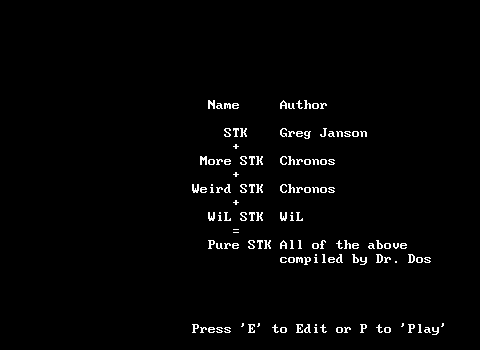 Name Author
STK Greg Janson
+
More STK Chronos
+
Weird STK Chronos
+
WiL STK WiL
=
Pure STK All of the above
compiled by Dr. Dos
Press 'E' to Edit or P to 'Play'